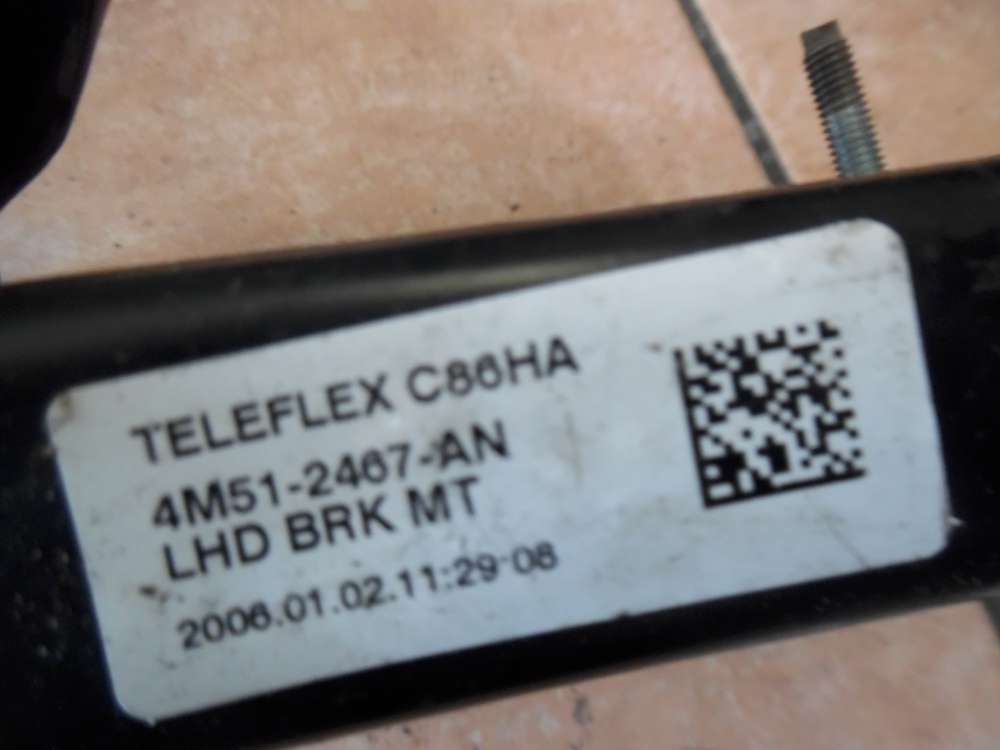 TELEFLEX C86HA
4M51-2467-AN
LHD BRK MT
2006.01.02.11:29-08